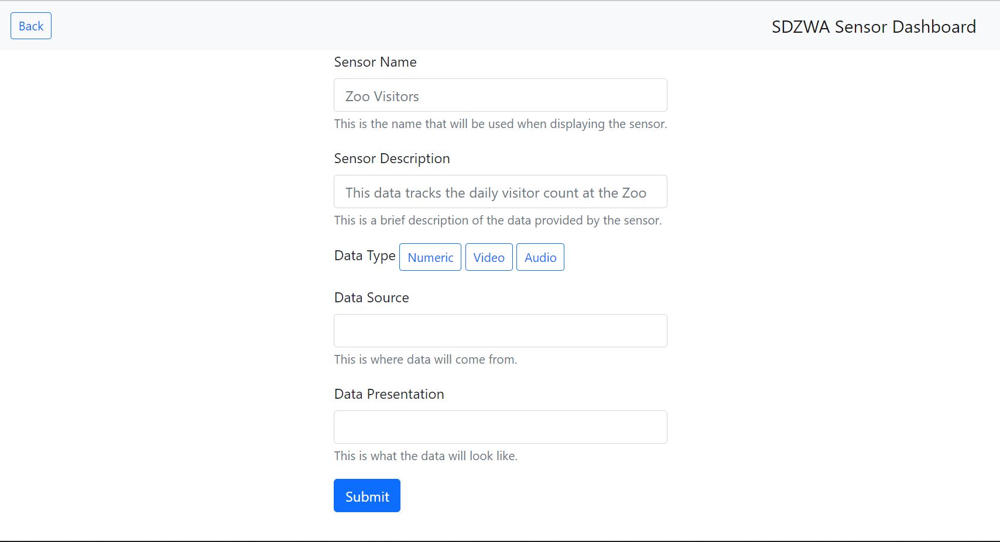 Back
SDZWA Sensor Dashboard
Sensor Name
Zoo Visitors
This is the name that will be used when displaying the sensor.
Sensor Description
This data tracks the daily visitor count at the Zoo
This is a brief description of the data provided by the sensor.
Data Type Numeric Video Audio
Data Source
This is where data will come from.
Data Presentation
This is what the data will look like.
Submit